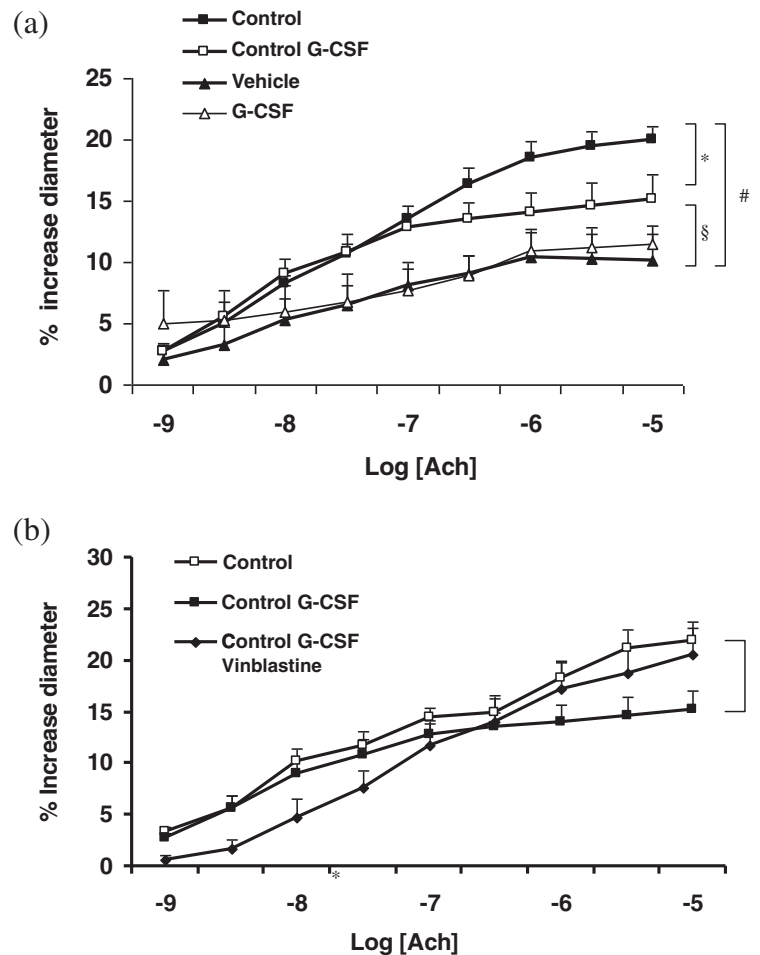 (a)
Control
Control G-CSF
Vehicle
G-CSF
% increase diameter
25
20
15
10
5
0
-9
-8
-7
-6
-5
Log [Ach]
*
§
#
(b)
Control
Control G-CSF
Control G-CSF
Vinblastine
% Increase diameter
30
25
20
15
10
5
0
*
-9
-8
-7
-6
-5
Log [Ach]